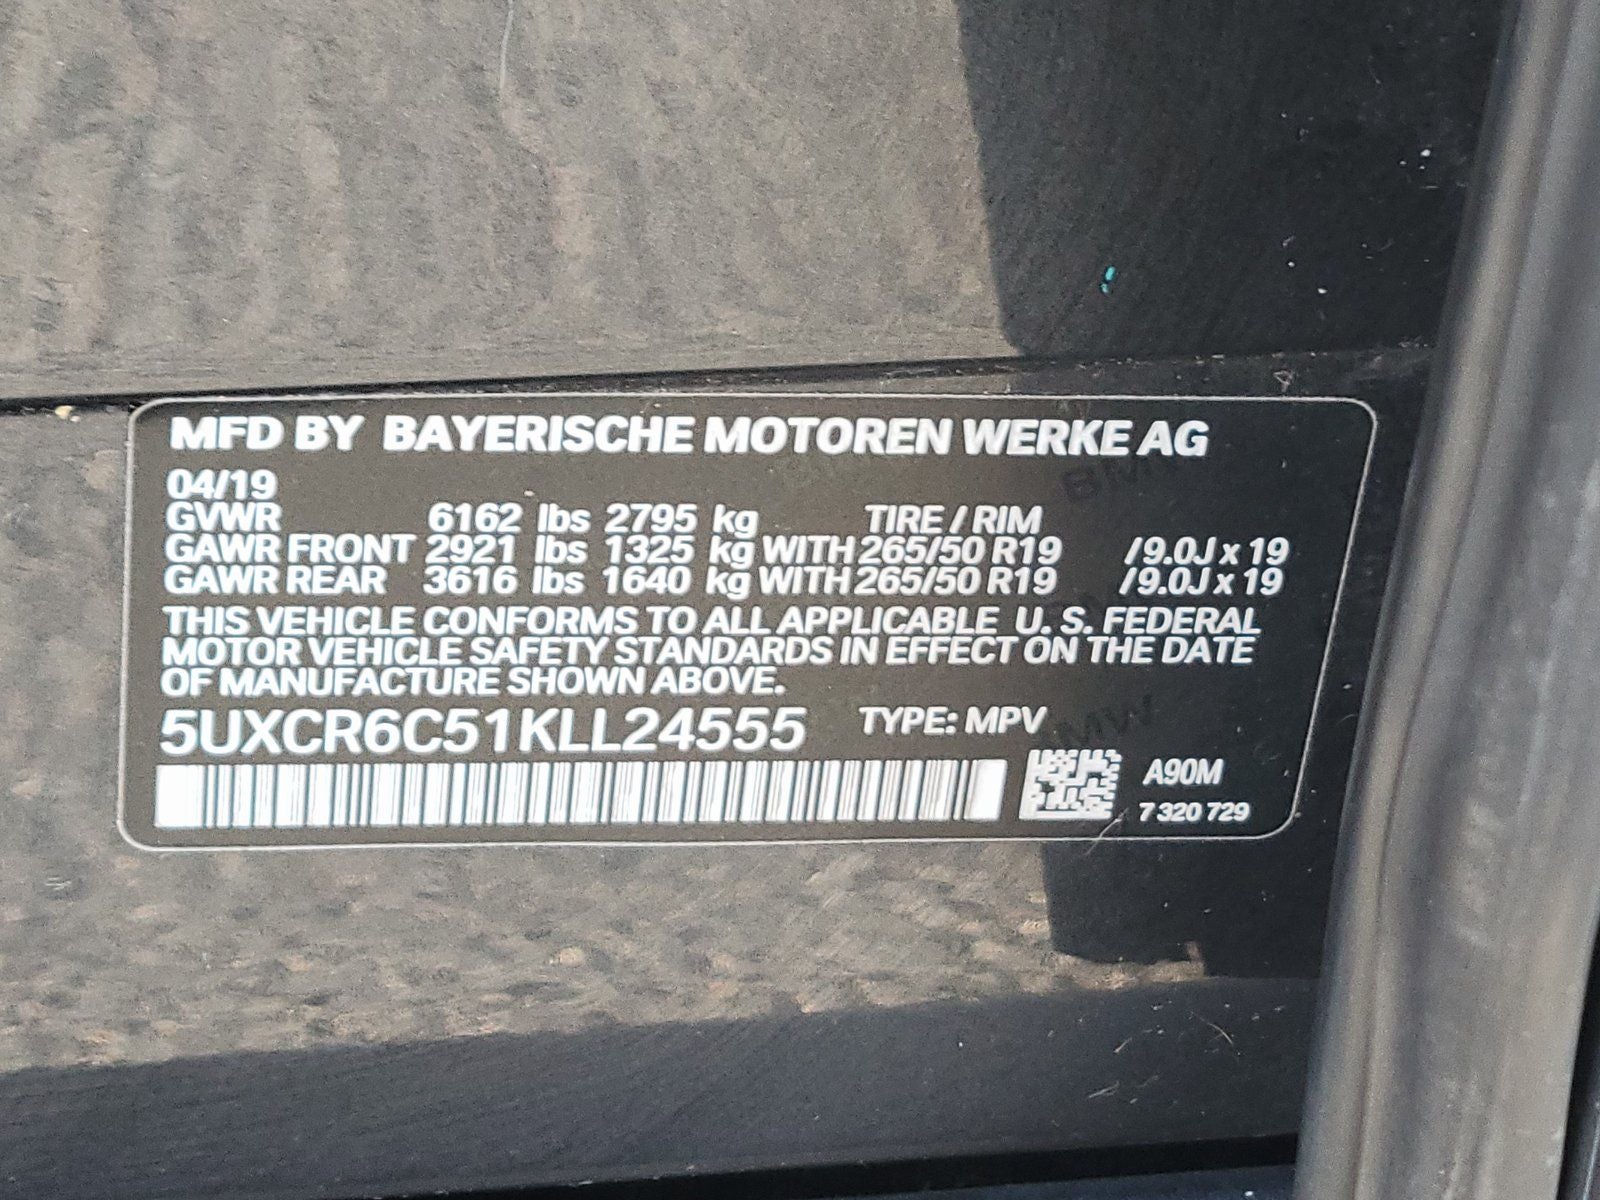 MFD BY BAYERISCHE MOTOREN WERKE AG
04/19
GVWR 6162 lbs 2795 kg TIRE / RIM
GAWR FRONT 2921 lbs 1325 kg WITH 265/50 R19 /9.0J x 19
GAWR REAR 3616 lbs 1640 kg WITH 265/50 R19 /9.0J x 19
THIS VEHICLE CONFORMS TO ALL APPLICABLE U. S. FEDERAL
MOTOR VEHICLE SAFETY STANDARDS IN EFFECT ON THE DATE
OF MANUFACTURE SHOWN ABOVE.
5UXCR6C51KLL24555 TYPE: MPV
A90M
7 320 729